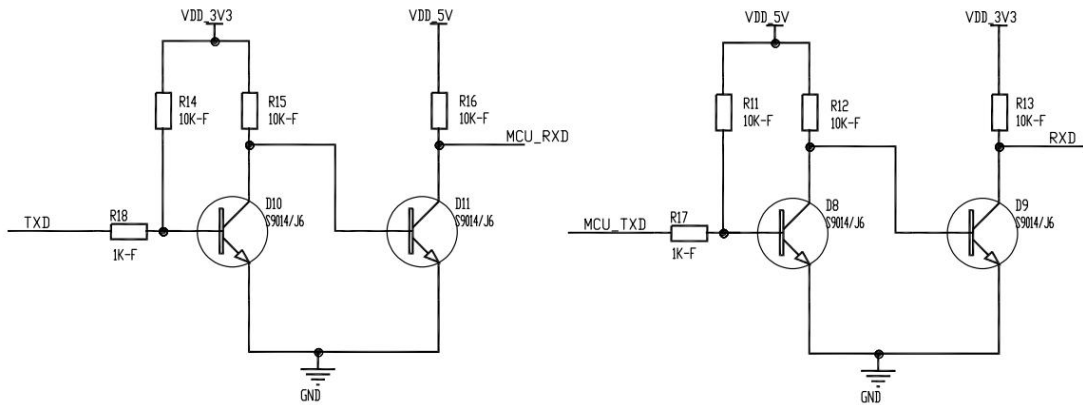 VDD_3V3
VDD_5V
R14
10K-F
R15
10K-F
R16
10K-F
MCU_RXD
TXD
R18
1K-F
D10
S9014/J6
D11
S9014/J6
GND
VDD_5V
VDD_3V3
R11
10K-F
R12
10K-F
R13
10K-F
RXD
MCU_TXD
R17
1K-F
D8
S9014/J6
D9
S9014/J6
GND